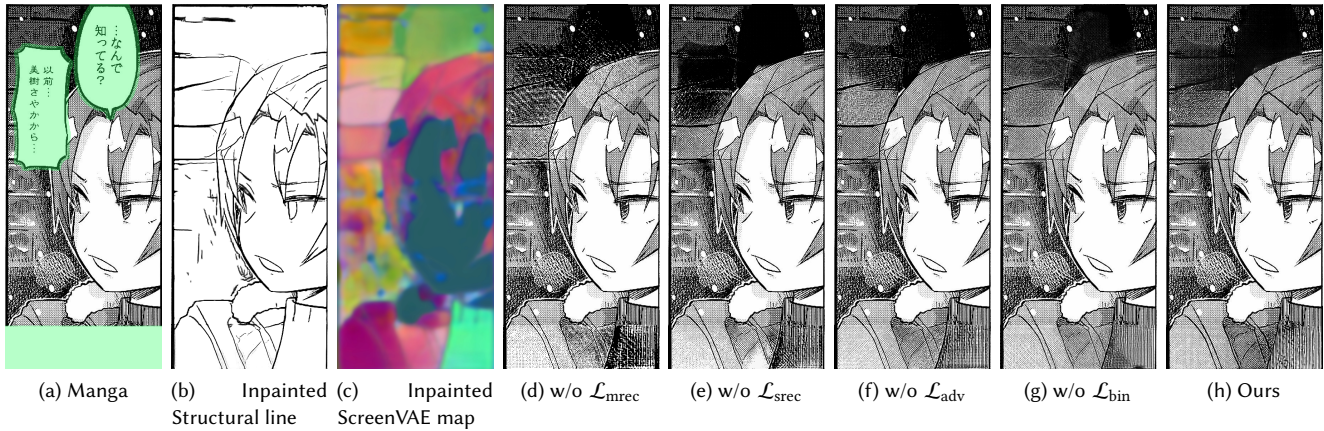 …なんで
知ってる？
以前…
美樹さやかから…
(a) Manga
(b) Inpainted
Structural line
(c) Inpainted
ScreenVAE map
(d) w/o ℒmrec
(e) w/o ℒsrec
(f) w/o ℒadv
(g) w/o ℒbin
(h) Ours